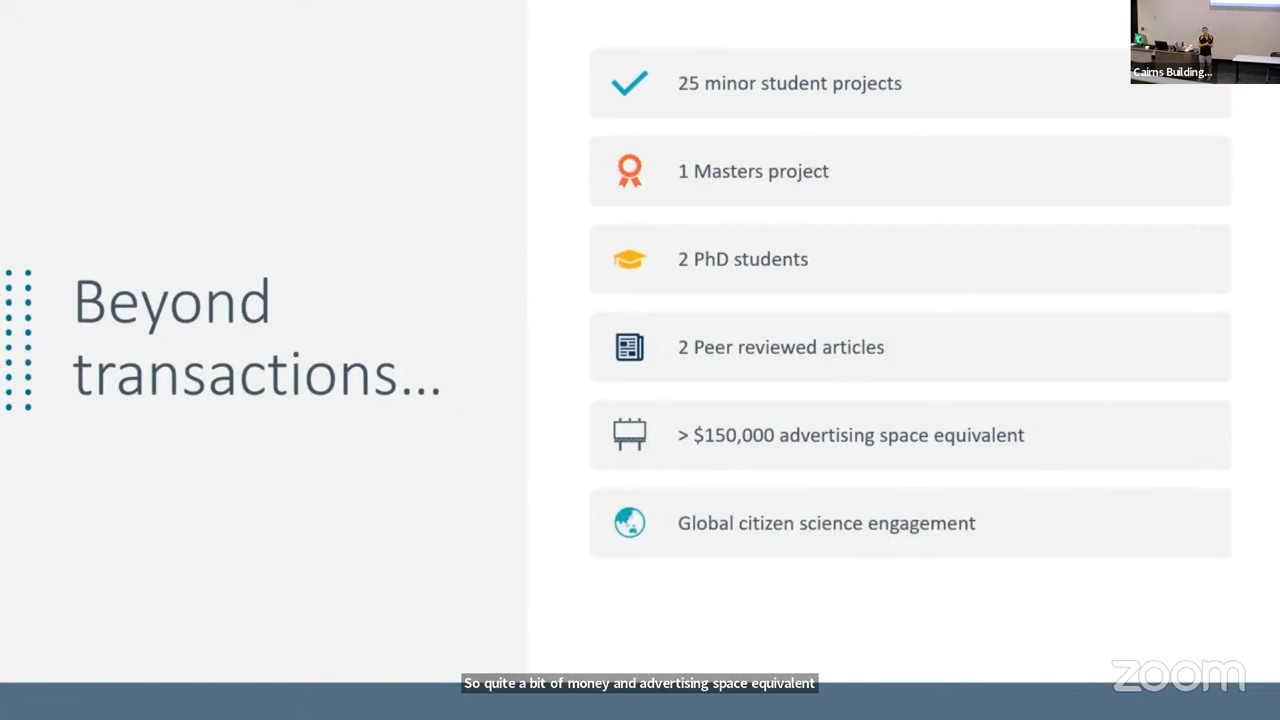 Beyond
transactions...
25 minor student projects
1 Masters project
2 PhD students
2 Peer reviewed articles
> $150,000 advertising space equivalent
Global citizen science engagement
Cairns Building...
So quite a bit of money and advertising space equivalent
zoom